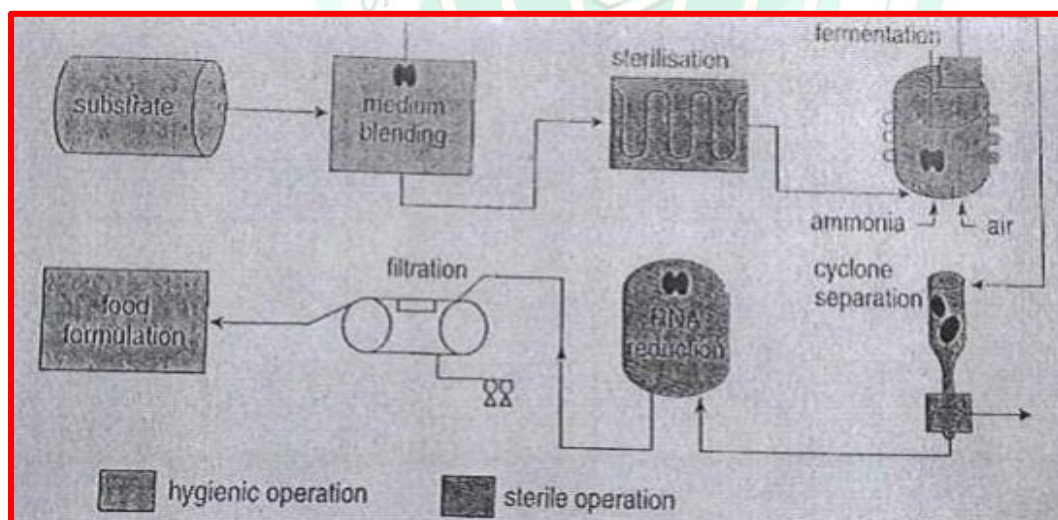 fermentation
sterilisation
substrate
medium
blending
ammonia
air
cyclone
separation
filtration
food
formulation
RNA
reduction
hygienic operation
sterile operation